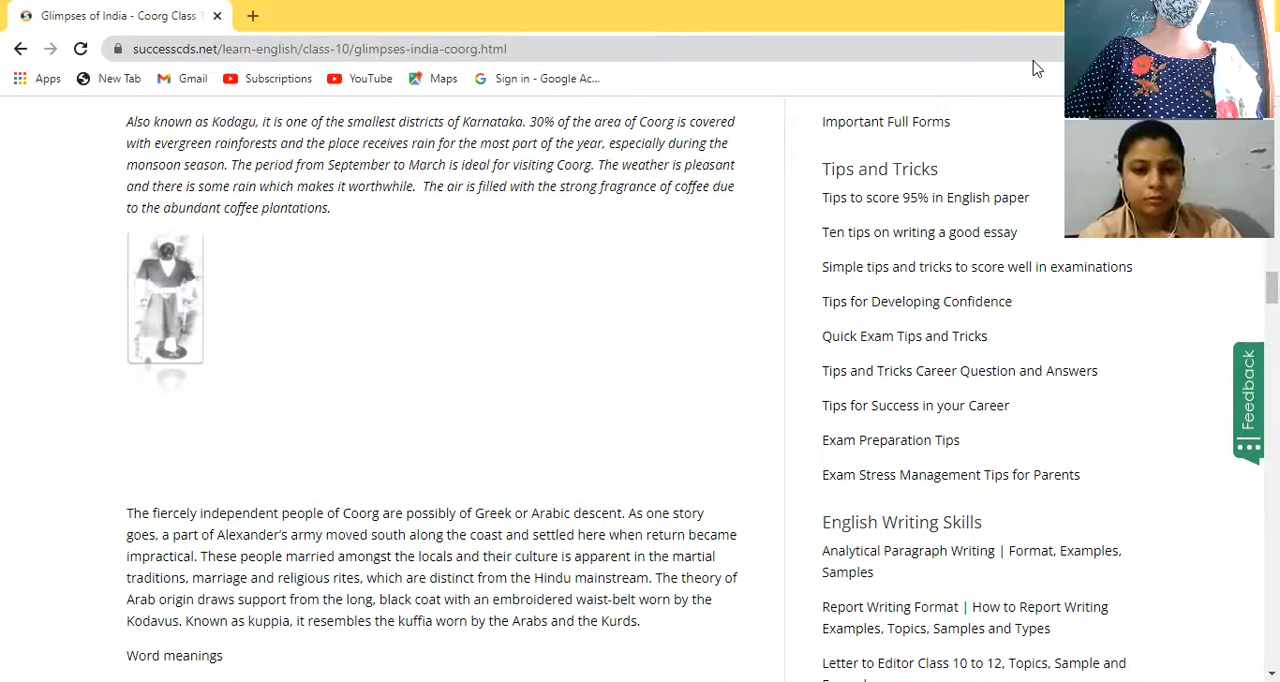 Glimpses of India - Coorg Class
successcds.net/learn-english/class-10/glimpses-india-coorg.html
Apps New Tab Gmail Subscriptions YouTube Maps Sign in - Google Ac...
Also known as Kodagu, it is one of the smallest districts of Karnataka. 30% of the area of Coorg is covered
with evergreen rainforests and the place receives rain for the most part of the year, especially during the
monsoon season. The period from September to March is ideal for visiting Coorg. The weather is pleasant
and there is some rain which makes it worthwhile. The air is filled with the strong fragrance of coffee due
to the abundant coffee plantations.
The fiercely independent people of Coorg are possibly of Greek or Arabic descent. As one story
goes, a part of Alexander's army moved south along the coast and settled here when return became
impractical. These people married amongst the locals and their culture is apparent in the martial
traditions, marriage and religious rites, which are distinct from the Hindu mainstream. The theory of
Arab origin draws support from the long, black coat with an embroidered waist-belt worn by the
Kodavus. Known as kuppia, it resembles the kuffia worn by the Arabs and the Kurds.
Word meanings
Important Full Forms
Tips and Tricks
Tips to score 95% in English paper
Ten tips on writing a good essay
Simple tips and tricks to score well in examinations
Tips for Developing Confidence
Quick Exam Tips and Tricks
Tips and Tricks Career Question and Answers
Tips for Success in your Career
Exam Preparation Tips
Exam Stress Management Tips for Parents
English Writing Skills
Analytical Paragraph Writing | Format, Examples,
Samples
Report Writing Format | How to Report Writing
Examples, Topics, Samples and Types
Letter to Editor Class 10 to 12, Topics, Sample and
Feedback